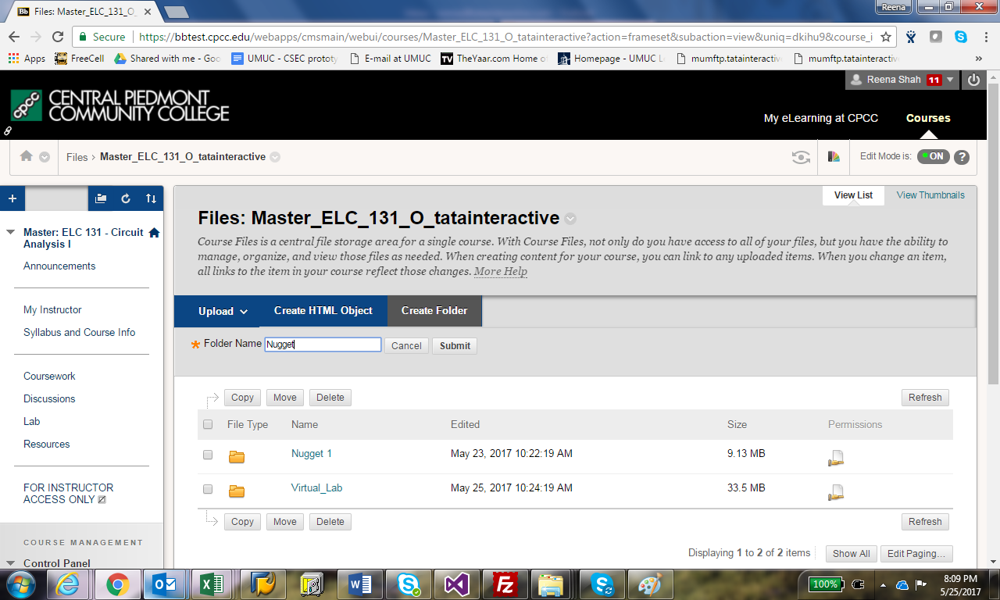 Files: Master_ELC_131_O_
Reena
Secure
https://bbtest.cpcc.edu/webapps/cmsmain/webui/courses/Master_ELC_131_O_tatainteractive?action=frameset&subaction=view&uniq=dkihu9&course_i
Apps
FreeCell
Shared with me - Goo
UMUC - CSEC prototy
E-mail at UMUC
TheYaar.com Home o
Homepage - UMUC L
mumftp.tatainteractiv
mumftp.tatainteractiv
Reena Shah 11
cpcc
CENTRAL PIEDMONT
COMMUNITY COLLEGE
My eLearning at CPCC
Courses
Files > Master_ELC_131_O_tatainteractive
Edit Mode is: ON ?
View List
View Thumbnails
Files: Master_ELC_131_O_tatainteractive
Course Files is a central file storage area for a single course. With Course Files, not only do you have access to all of your files, but you have the ability to
manage, organize, and view those files as needed. When creating content for your course, you can link to any uploaded items. When you change an item,
all links to the item in your course reflect those changes. More Help
Master: ELC 131 - Circuit
Analysis I
Announcements
My Instructor
Syllabus and Course Info
Coursework
Discussions
Lab
Resources
FOR INSTRUCTOR
ACCESS ONLY
COURSE MANAGEMENT
Control Panel
Upload
Create HTML Object
Create Folder
Folder Name Nugget Cancel Submit
Copy Move Delete Refresh
File Type Name Edited Size Permissions
Nugget 1 May 23, 2017 10:22:19 AM 9.13 MB
Virtual_Lab May 25, 2017 10:24:19 AM 33.5 MB
Copy Move Delete Refresh
Displaying 1 to 2 of 2 items Show All Edit Paging...
100%
8:09 PM
5/25/2017